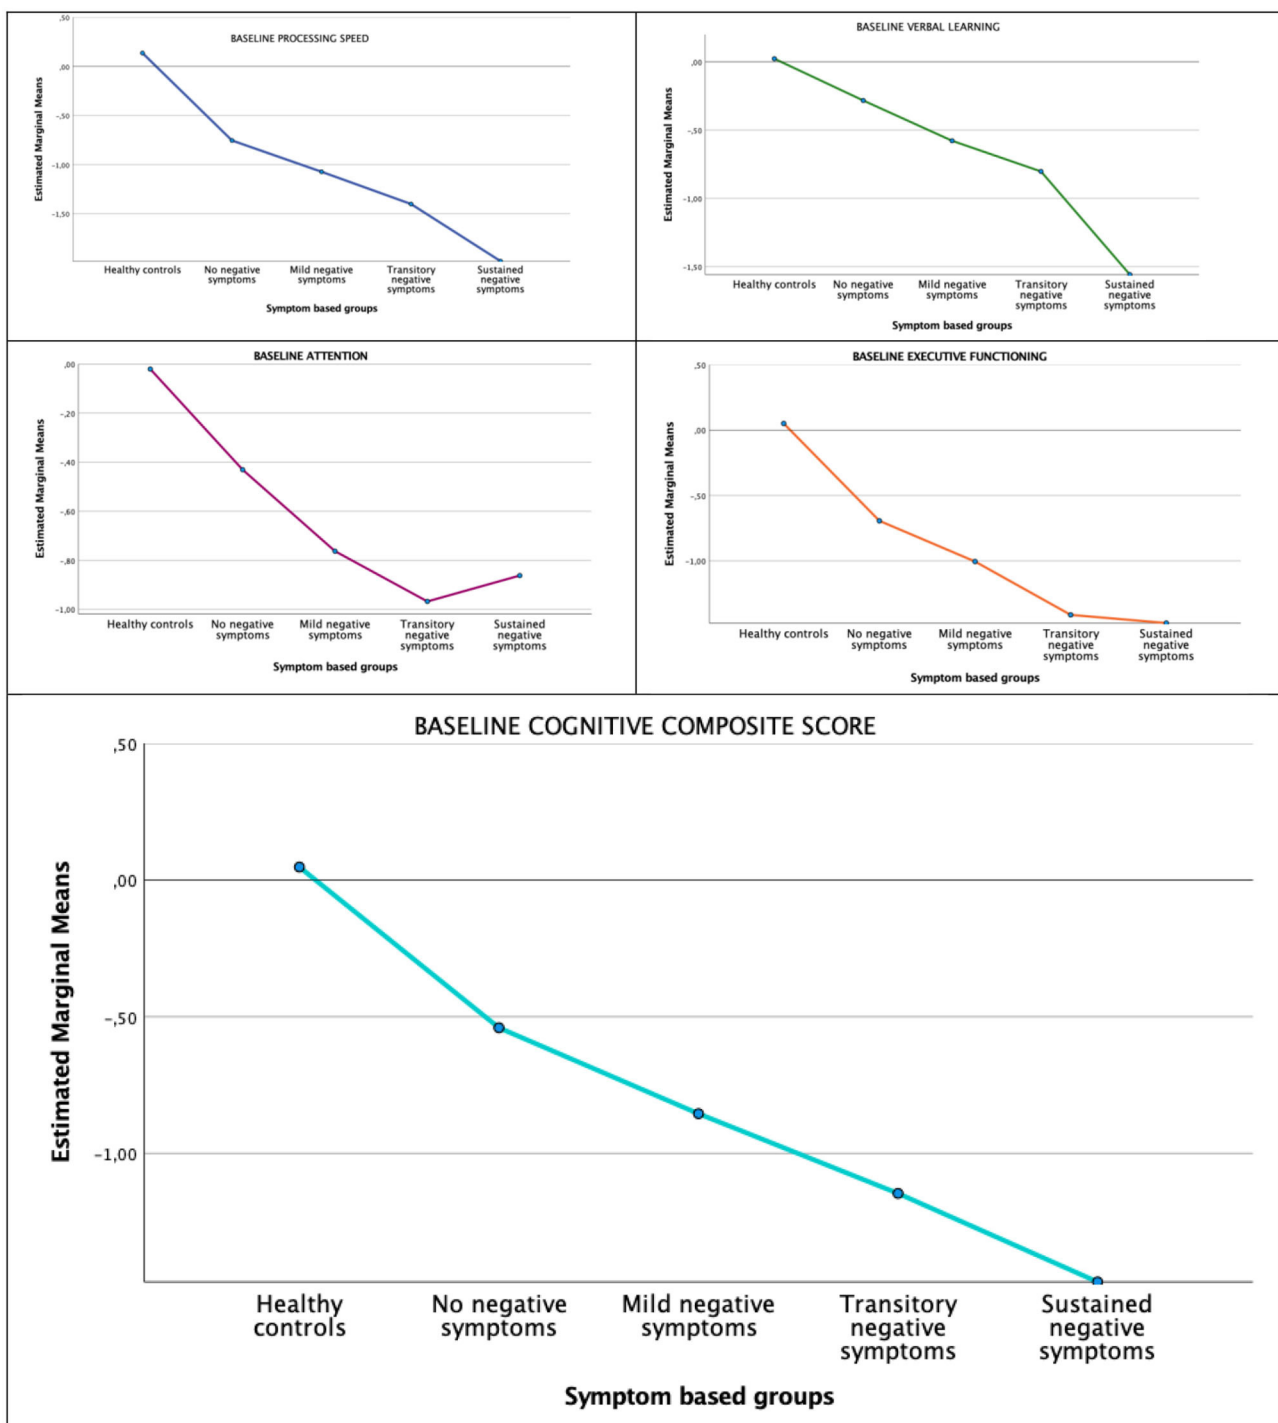 BASELINE PROCESSING SPEED
,50
,00
-,50
-1,00
-1,50
Estimated Marginal Means
Healthy controls
No negative
symptoms
Mild negative
symptoms
Transitory
negative
symptoms
Sustained
negative
symptoms
Symptom based groups
BASELINE VERBAL LEARNING
,00
-,50
-1,00
-1,50
Estimated Marginal Means
Healthy controls
No negative
symptoms
Mild negative
symptoms
Transitory
negative
symptoms
Sustained
negative
symptoms
Symptom based groups
BASELINE ATTENTION
,00
-,20
-,40
-,60
-,80
-1,00
Estimated Marginal Means
Healthy controls
No negative
symptoms
Mild negative
symptoms
Transitory
negative
symptoms
Sustained
negative
symptoms
Symptom based groups
BASELINE EXECUTIVE FUNCTIONING
,50
,00
-,50
-1,00
Estimated Marginal Means
Healthy controls
No negative
symptoms
Mild negative
symptoms
Transitory
negative
symptoms
Sustained
negative
symptoms
Symptom based groups
BASELINE COGNITIVE COMPOSITE SCORE
,50
,00
-,50
-1,00
Estimated Marginal Means
Healthy
controls
No negative
symptoms
Mild negative
symptoms
Transitory
negative
symptoms
Sustained
negative
symptoms
Symptom based groups